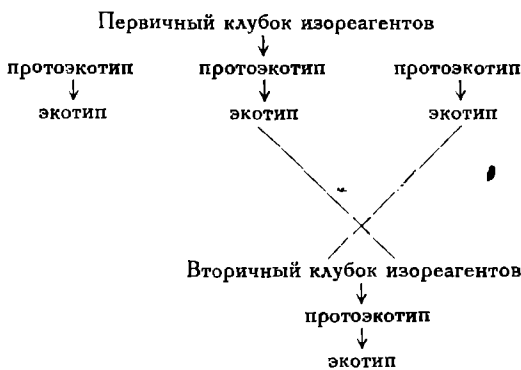 Первичный клубок изореагентов
протоэкотип протоэкотип протоэкотип
экотип экотип экотип
Вторичный клубок изореагентов
протоэкотип
экотип